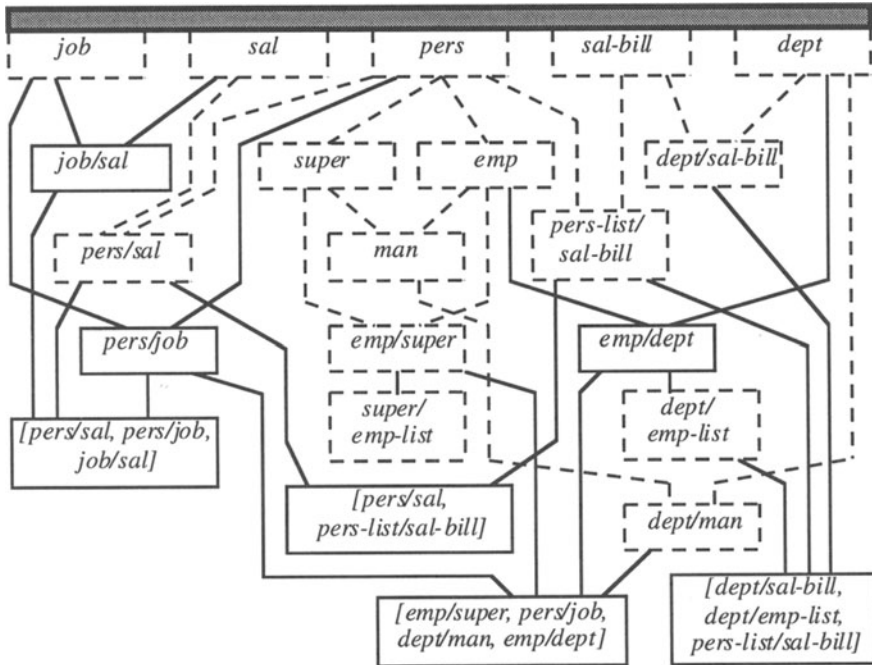 job
sal
pers
sal-bill
dept
job/sal
super
emp
dept/sal-bill
pers/sal
man
pers-list/
sal-bill
pers/job
emp/super
emp/dept
super/
emp-list
dept/
emp-list
[pers/sal, pers/job,
job/sal]
[pers/sal,
pers-list/sal-bill]
dept/man
[emp/super, pers/job,
dept/man, emp/dept]
[dept/sal-bill,
dept/emp-list,
pers-list/sal-bill]